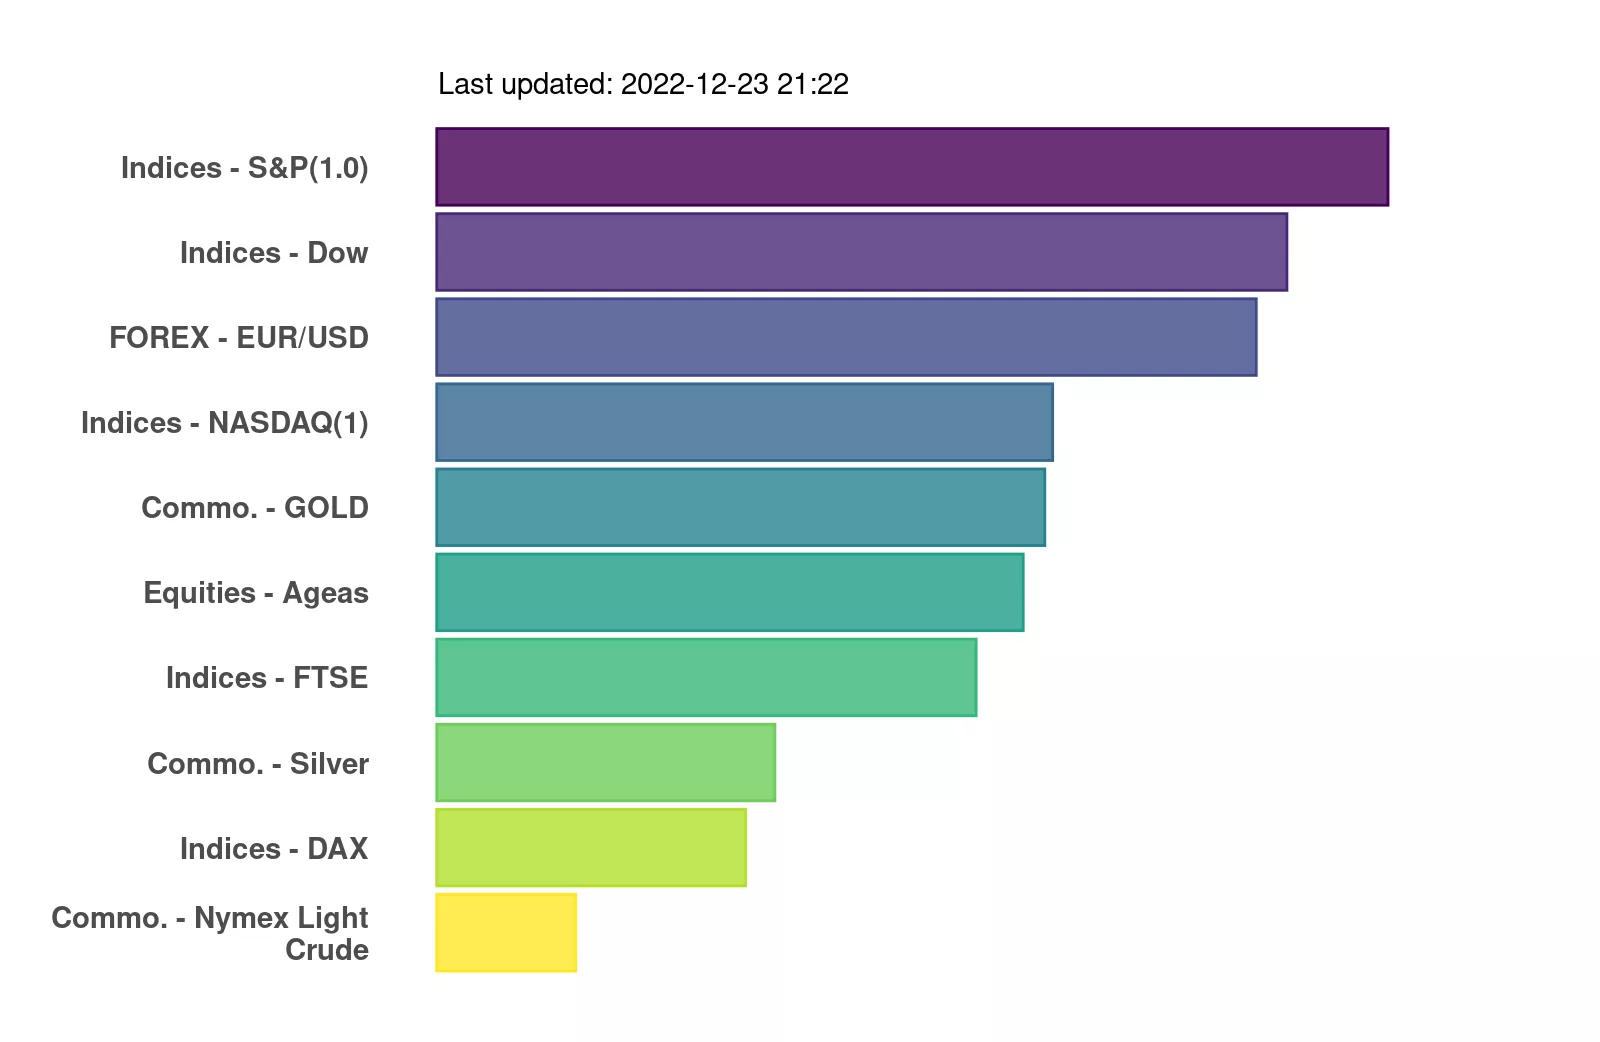 Last updated: 2022-12-23 21:22
Indices - S&P(1.0)
Indices - Dow
FOREX - EUR/USD
Indices - NASDAQ(1)
Commo. - GOLD
Equities - Ageas
Indices - FTSE
Commo. - Silver
Indices - DAX
Commo. - Nymex Light
Crude